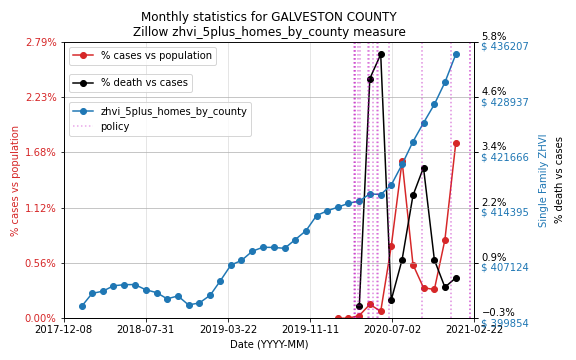 Monthly statistics for GALVESTON COUNTY
Zillow zhvi_5plus_homes_by_county measure
2.79%
2.23%
1.68%
1.12%
0.56%
0.00%
% cases vs population
% cases vs population
% death vs cases
zhvi_5plus_homes_by_county
policy
5.8%
$ 436207
4.6%
$ 428937
3.4%
$ 421666
2.2%
$ 414395
0.9%
$ 407124
−0.3%
$ 399854
Single Family ZHVI
% death vs cases
2017-12-08 2018-07-31 2019-03-22 2019-11-11 2020-07-02 2021-02-22
Date (YYYY-MM)